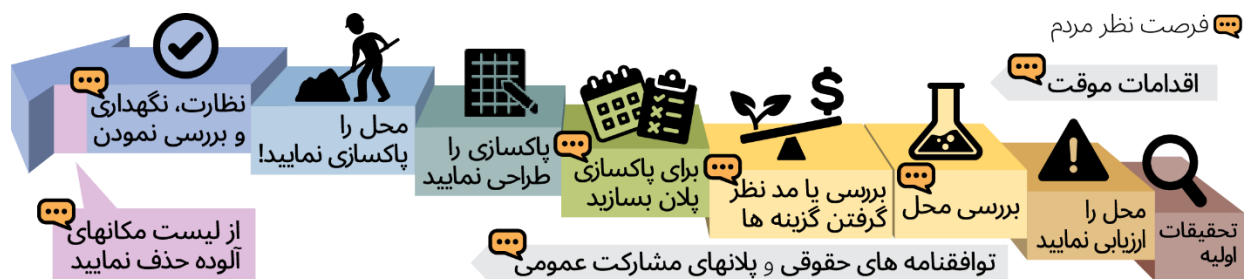 فرصت نظر مردم
اقدامات موقت
تحقیقات
اولیه
محل را
ارزیابی نمایید
بررسی محل
بررسی یا مد نظر
گرفتن گزینه ها
برای پاکسازی
پلان بسازید
پاکسازی را
طراحی نمایید
محل را
پاکسازی نمایید!
نظارت، نگهداری
و بررسی نمودن
از لیست مکانهای
آلوده حذف نمایید
توافقنامه های حقوقی و پلانهای مشارکت عمومی